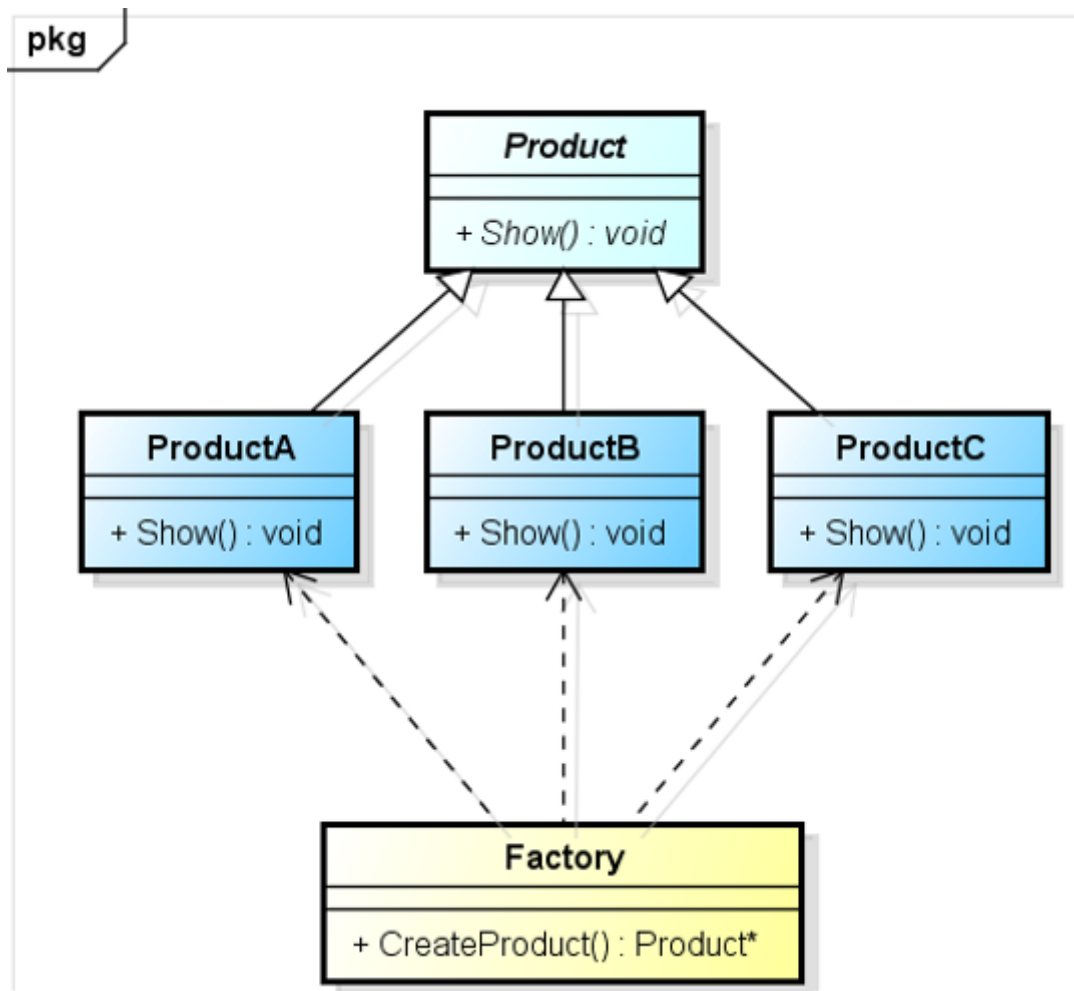 pkg
Product
+ Show() : void
ProductA
ProductB
ProductC
+ Show() : void
+ Show() : void
+ Show() : void
Factory
+ CreateProduct() : Product*